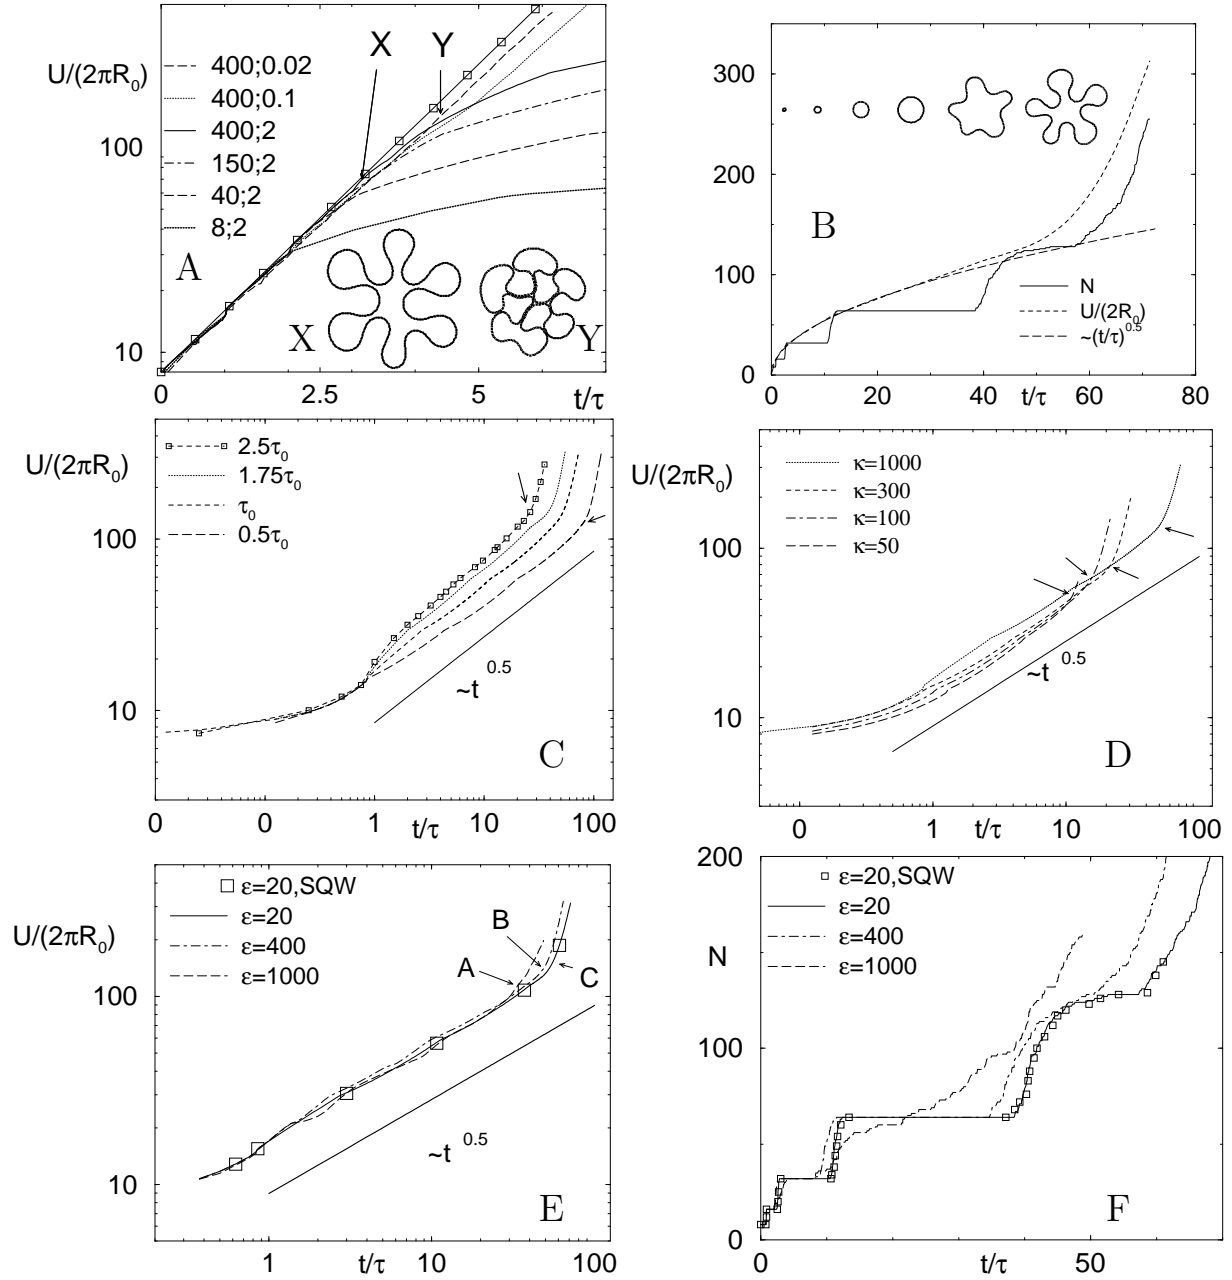 U/(2πR₀)
100
10
400;0.02
400;0.1
400;2
150;2
40;2
8;2
X
Y
A
X
Y
0
2.5
5
t/τ
300
200
100
0
B
N
U/(2R₀)
~(t/τ)^0.5
0
20
40
t/τ
60
80
U/(2πR₀)
100
10
2.5τ₀
1.75τ₀
τ₀
0.5τ₀
~t^0.5
C
0
0
1
t/τ
10
100
U/(2πR₀)
100
10
κ=1000
κ=300
κ=100
κ=50
~t^0.5
D
0
1
t/τ
10
100
U/(2πR₀)
100
10
ε=20,SQW
ε=20
ε=400
ε=1000
A
B
C
~t^0.5
E
1
t/τ
10
100
200
N
100
0
ε=20,SQW
ε=20
ε=400
ε=1000
F
0
t/τ
50